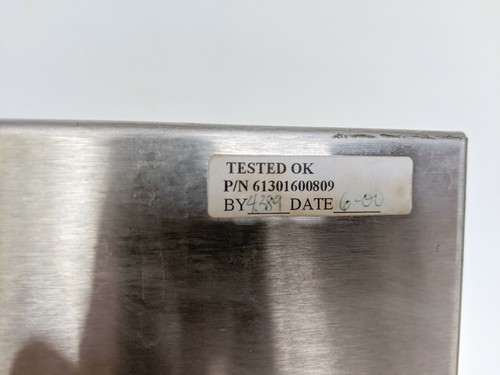 TESTED OK
P/N 61301600809
BY 4389 DATE 6-00